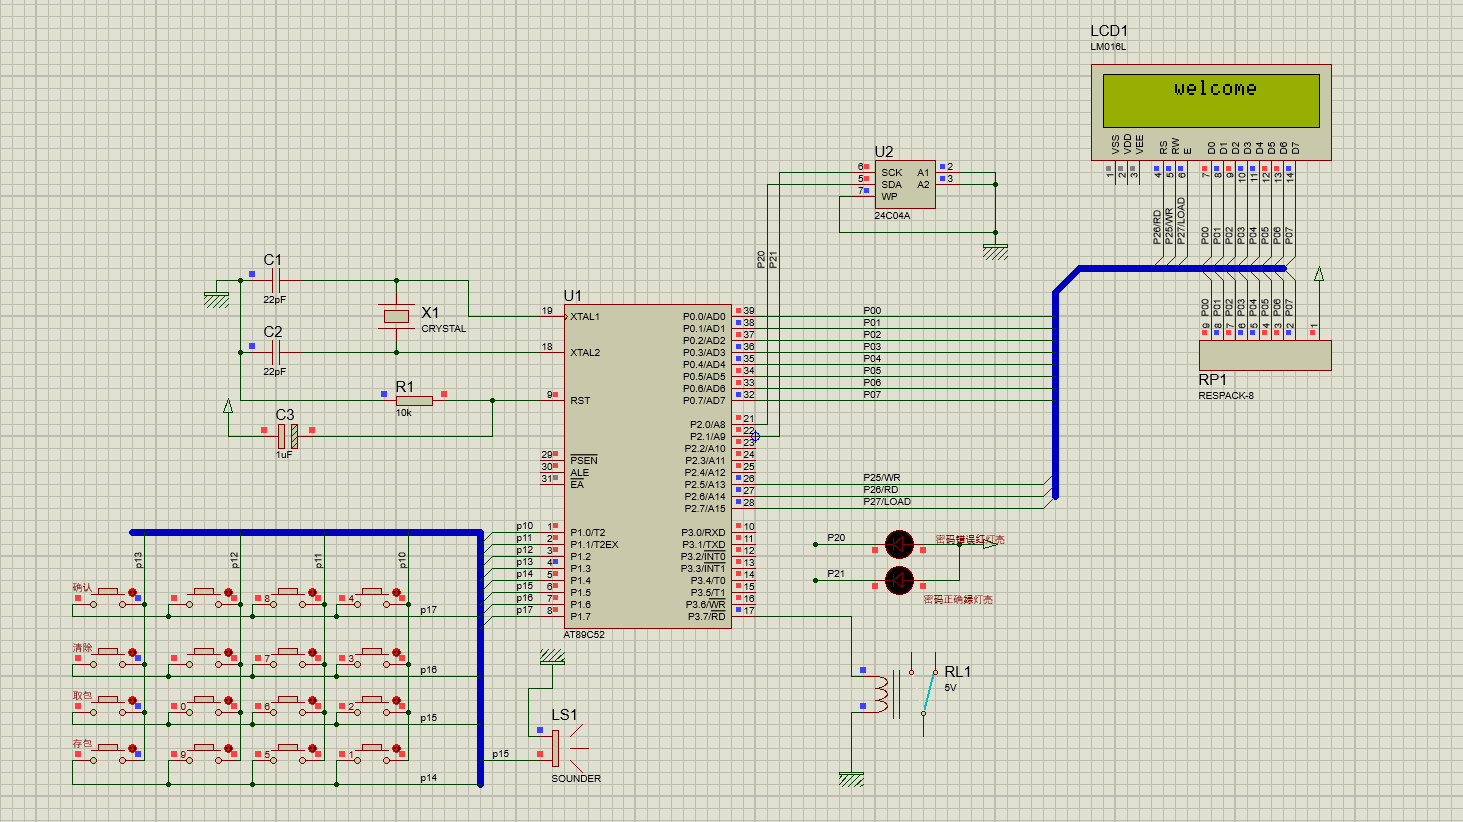 LCD1
LM016L
welcome
VSS
VDD
VEE
RS
RW
E
D0
D1
D2
D3
D4
D5
D6
D7
1
2
3
4
5
6
7
8
9
10
11
12
13
14
P26/RD
P25/WR
P27/LOAD
P00
P01
P02
P03
P04
P05
P06
P07
P00
P01
P02
P03
P04
P05
P06
P07
9
8
7
6
5
4
3
2
1
RP1
RESPACK-8
U2
6 SCK A1 2
5 SDA A2 3
7 WP
24C04A
P20
P21
C1
22pF
C2
22pF
X1
CRYSTAL
R1
10k
C3
1uF
U1
19 XTAL1
18 XTAL2
9 RST
29 PSEN
30 ALE
31 EA
p10 1 P1.0/T2
p11 2 P1.1/T2EX
p12 3 P1.2
p13 4 P1.3
p14 5 P1.4
p15 6 P1.5
p16 7 P1.6
p17 8 P1.7
P0.0/AD0 39 P00
P0.1/AD1 38 P01
P0.2/AD2 37 P02
P0.3/AD3 36 P03
P0.4/AD4 35 P04
P0.5/AD5 34 P05
P0.6/AD6 33 P06
P0.7/AD7 32 P07
P2.0/A8 21
P2.1/A9 22
P2.2/A10 23
P2.3/A11 24
P2.4/A12 25
P2.5/A13 26 P25/WR
P2.6/A14 27 P26/RD
P2.7/A15 28 P27/LOAD
P3.0/RXD 10
P3.1/TXD 11
P3.2/INT0 12
P3.3/INT1 13
P3.4/T0 14
P3.5/T1 15
P3.6/WR 16
P3.7/RD 17
AT89C52
P20 密码错误红灯亮
P21
密码正确绿灯亮
RL1
5V
p13
p12
p11
p10
确认 8 4 p17
清除 7 3 p16
取包 0 6 2 p15
存包 9 5 1 p14
LS1
p15
SOUNDER